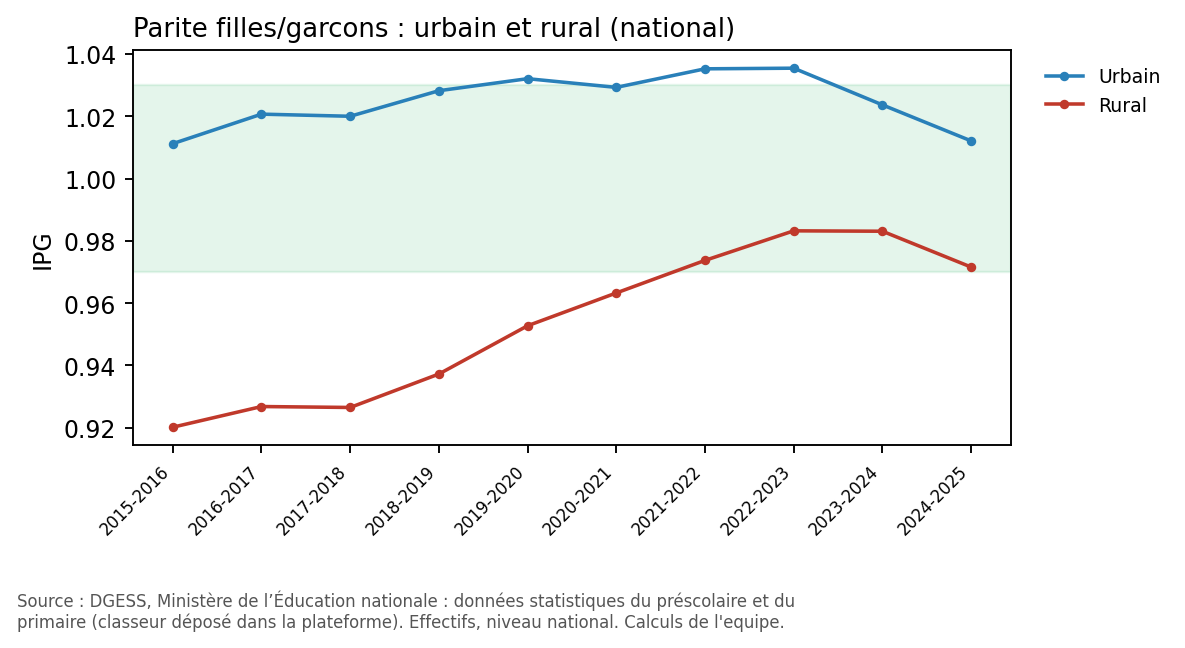 Parite filles/garcons : urbain et rural (national)
1.04
1.02
1.00
0.98
0.96
0.94
0.92
IPG
Urbain
Rural
2015-2016
2016-2017
2017-2018
2018-2019
2019-2020
2020-2021
2021-2022
2022-2023
2023-2024
2024-2025
Source : DGESS, Ministère de l’Éducation nationale : données statistiques du préscolaire et du
primaire (classeur déposé dans la plateforme). Effectifs, niveau national. Calculs de l'equipe.